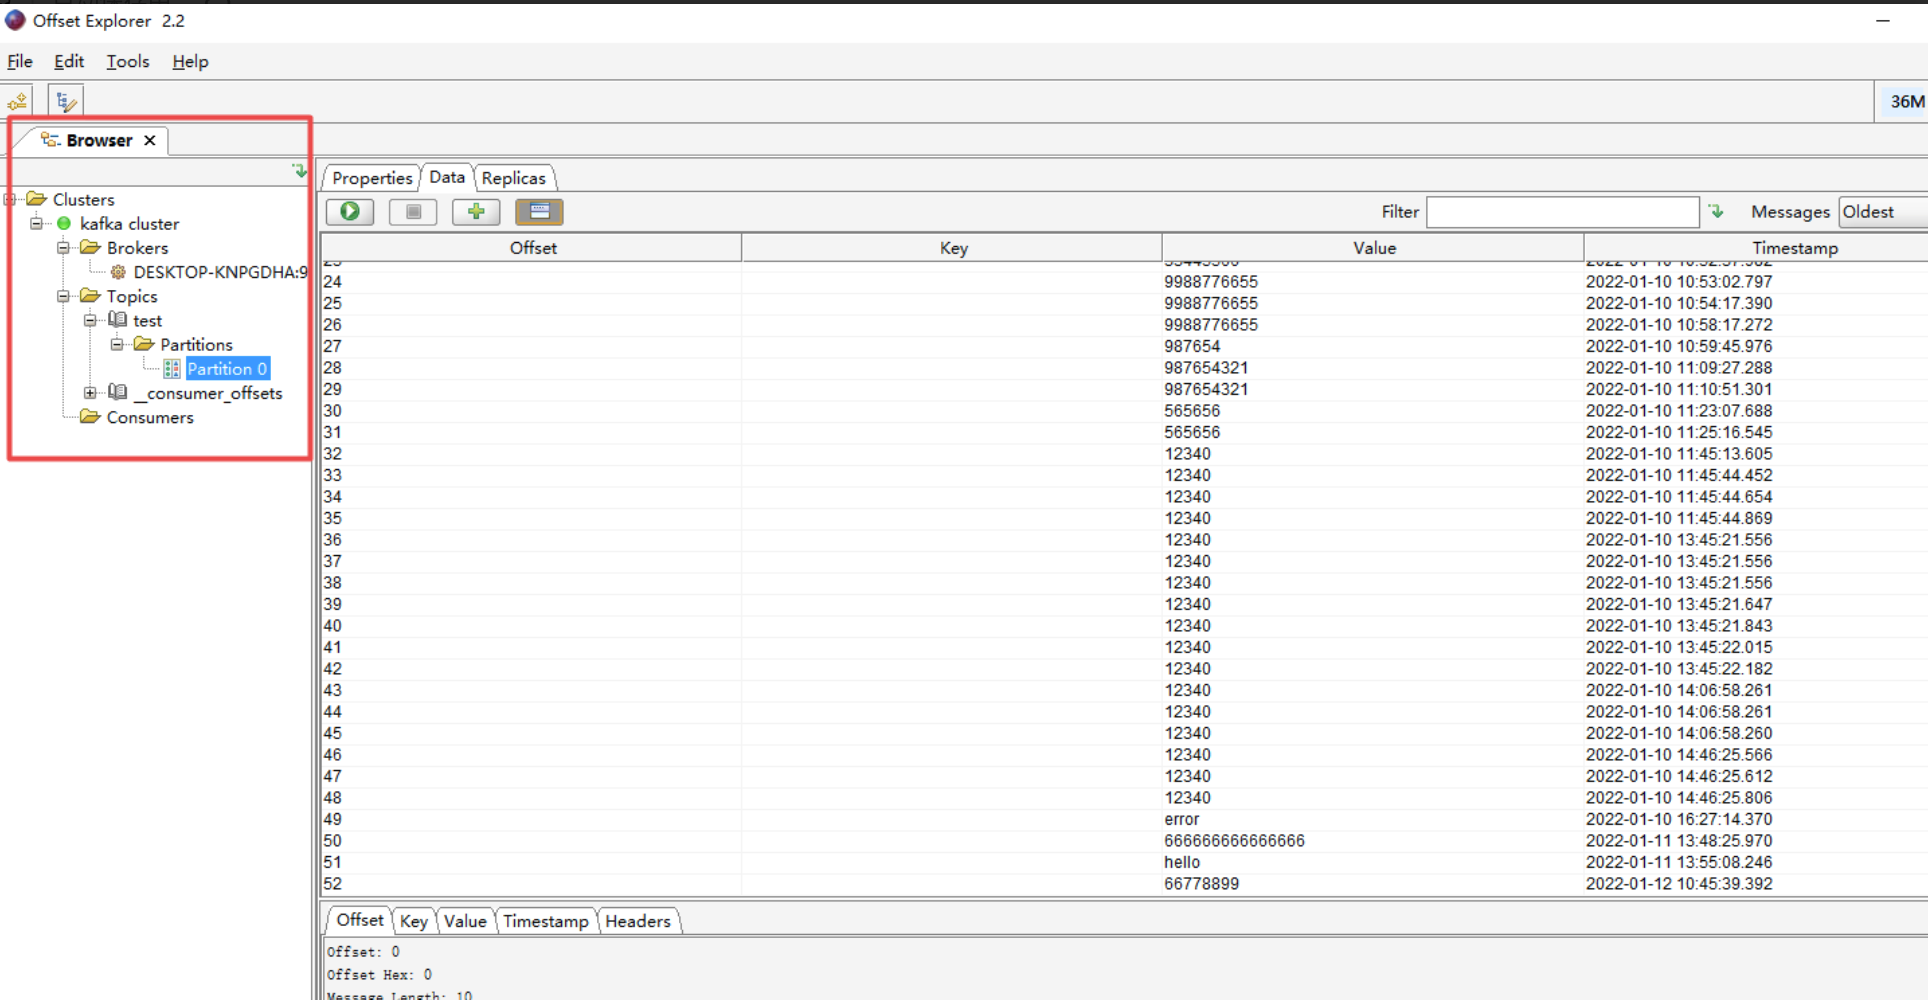 Offset Explorer 2.2
File Edit Tools Help
36M
Browser
Clusters
kafka cluster
Brokers
DESKTOP-KNPGDHA:9
Topics
test
Partitions
Partition 0
__consumer_offsets
Consumers
Properties Data Replicas
Filter Messages Oldest
Offset Key Value Timestamp
24 9988776655 2022-01-10 10:53:02.797
25 9988776655 2022-01-10 10:54:17.390
26 9988776655 2022-01-10 10:58:17.272
27 987654 2022-01-10 10:59:45.976
28 987654321 2022-01-10 11:09:27.288
29 987654321 2022-01-10 11:10:51.301
30 565656 2022-01-10 11:23:07.688
31 565656 2022-01-10 11:25:16.545
32 12340 2022-01-10 11:45:13.605
33 12340 2022-01-10 11:45:44.452
34 12340 2022-01-10 11:45:44.654
35 12340 2022-01-10 11:45:44.869
36 12340 2022-01-10 13:45:21.556
37 12340 2022-01-10 13:45:21.556
38 12340 2022-01-10 13:45:21.556
39 12340 2022-01-10 13:45:21.647
40 12340 2022-01-10 13:45:21.843
41 12340 2022-01-10 13:45:22.015
42 12340 2022-01-10 13:45:22.182
43 12340 2022-01-10 14:06:58.261
44 12340 2022-01-10 14:06:58.261
45 12340 2022-01-10 14:06:58.260
46 12340 2022-01-10 14:46:25.566
47 12340 2022-01-10 14:46:25.612
48 12340 2022-01-10 14:46:25.806
49 error 2022-01-10 16:27:14.370
50 666666666666666 2022-01-11 13:48:25.970
51 hello 2022-01-11 13:55:08.246
52 66778899 2022-01-12 10:45:39.392
Offset Key Value Timestamp Headers
Offset: 0
Offset Hex: 0
Message Length: 10